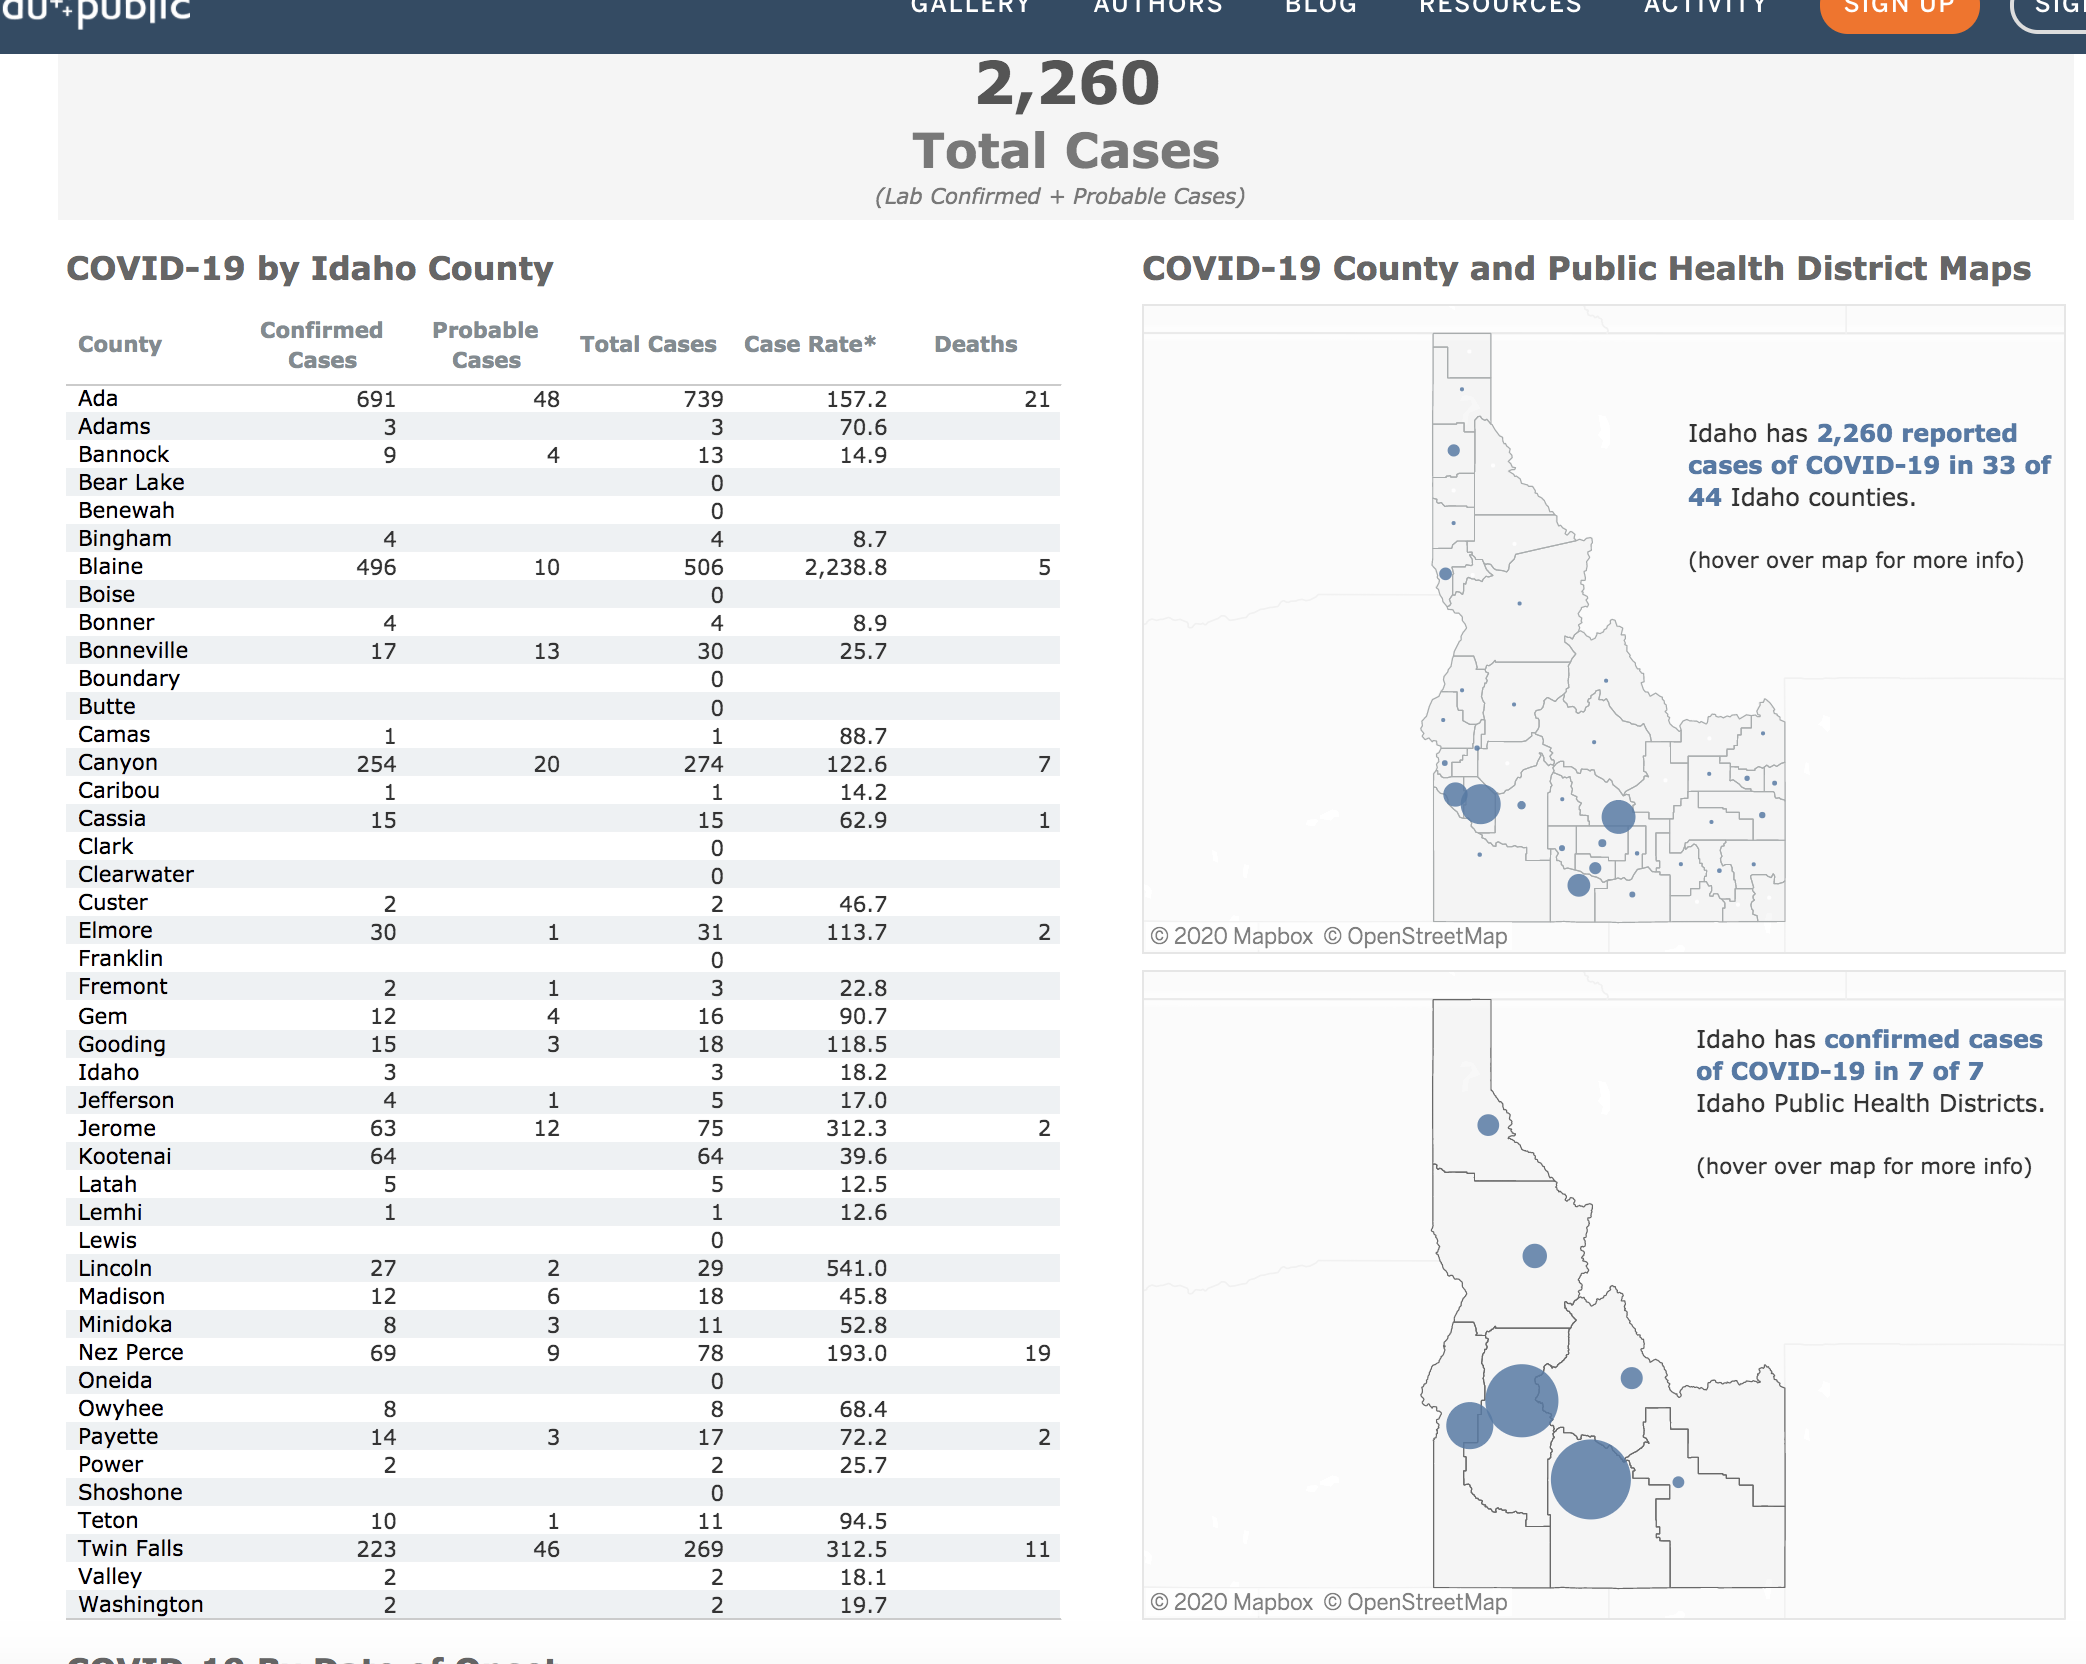 public
GALLERY AUTHORS BLOG RESOURCES ACTIVITY SIGN UP
2,260
Total Cases
(Lab Confirmed + Probable Cases)
COVID-19 by Idaho County
County Confirmed Cases Probable Cases Total Cases Case Rate* Deaths
Ada 691 48 739 157.2 21
Adams 3 3 70.6
Bannock 9 4 13 14.9
Bear Lake 0
Benewah 0
Bingham 4 4 8.7
Blaine 496 10 506 2,238.8 5
Boise 0
Bonner 4 4 8.9
Bonneville 17 13 30 25.7
Boundary 0
Butte 0
Camas 1 1 88.7
Canyon 254 20 274 122.6 7
Caribou 1 1 14.2
Cassia 15 15 62.9 1
Clark 0
Clearwater 0
Custer 2 2 46.7
Elmore 30 1 31 113.7 2
Franklin 0
Fremont 2 1 3 22.8
Gem 12 4 16 90.7
Gooding 15 3 18 118.5
Idaho 3 3 18.2
Jefferson 4 1 5 17.0
Jerome 63 12 75 312.3 2
Kootenai 64 64 39.6
Latah 5 5 12.5
Lemhi 1 1 12.6
Lewis 0
Lincoln 27 2 29 541.0
Madison 12 6 18 45.8
Minidoka 8 3 11 52.8
Nez Perce 69 9 78 193.0 19
Oneida 0
Owyhee 8 8 68.4
Payette 14 3 17 72.2 2
Power 2 2 25.7
Shoshone 0
Teton 10 1 11 94.5
Twin Falls 223 46 269 312.5 11
Valley 2 2 18.1
Washington 2 2 19.7
COVID-19 County and Public Health District Maps
Idaho has 2,260 reported
cases of COVID-19 in 33 of
44 Idaho counties.
(hover over map for more info)
© 2020 Mapbox © OpenStreetMap
Idaho has confirmed cases
of COVID-19 in 7 of 7
Idaho Public Health Districts.
(hover over map for more info)
© 2020 Mapbox © OpenStreetMap
COVID-19 By Date of Onset